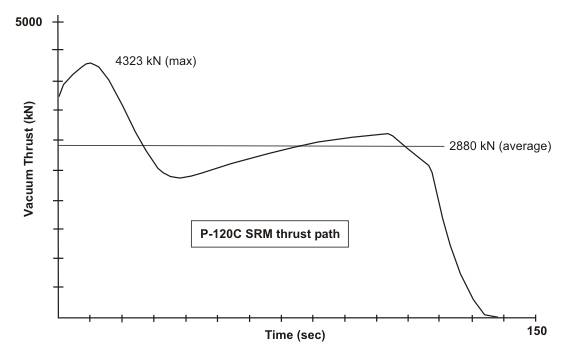 5000
4323 kN (max)
2880 kN (average)
Vacuum Thrust (kN)
P-120C SRM thrust path
150
Time (sec)